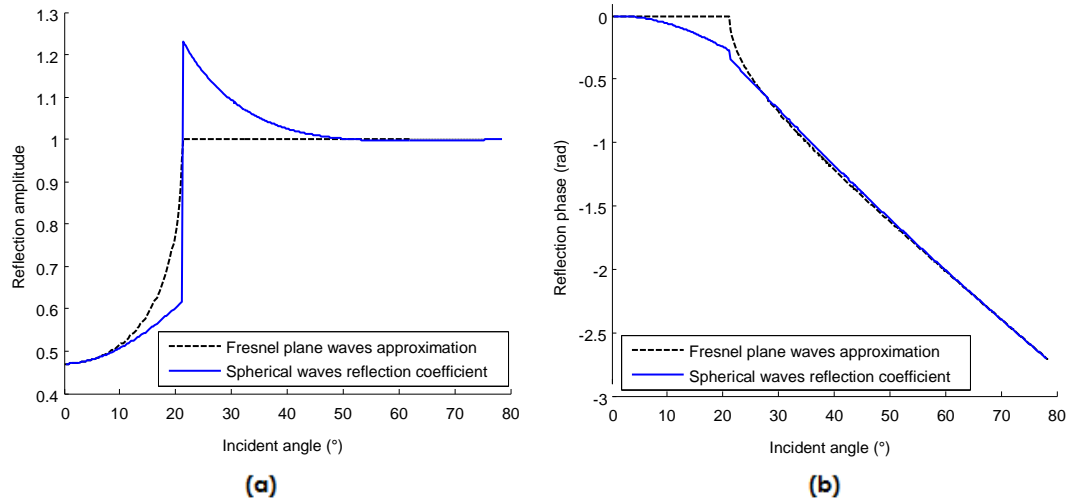 1.3
1.2
1.1
1
0.9
0.8
0.7
0.6
0.5
0.4
Reflection amplitude
Fresnel plane waves approximation
Spherical waves reflection coefficient
0 10 20 30 40 50 60 70 80
Incident angle (°)
(a)
0
-0.5
-1
-1.5
-2
-2.5
-3
Reflection phase (rad)
Fresnel plane waves approximation
Spherical waves reflection coefficient
0 10 20 30 40 50 60 70 80
Incident angle (°)
(b)